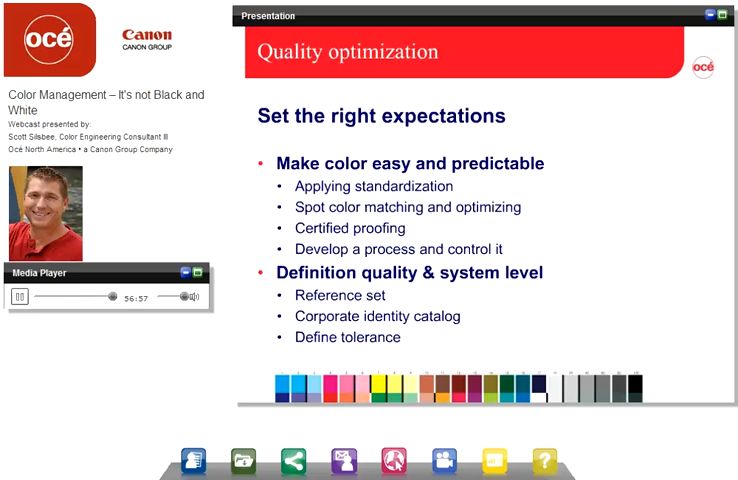 océ
Canon
CANON GROUP
Color Management – It's not Black and
White
Webcast presented by:
Scott Silsbee, Color Engineering Consultant III
Océ North America • a Canon Group Company
Media Player
56:57
Presentation
Quality optimization
océ
Set the right expectations
• Make color easy and predictable
• Applying standardization
• Spot color matching and optimizing
• Certified proofing
• Develop a process and control it
• Definition quality & system level
• Reference set
• Corporate identity catalog
• Define tolerance
?